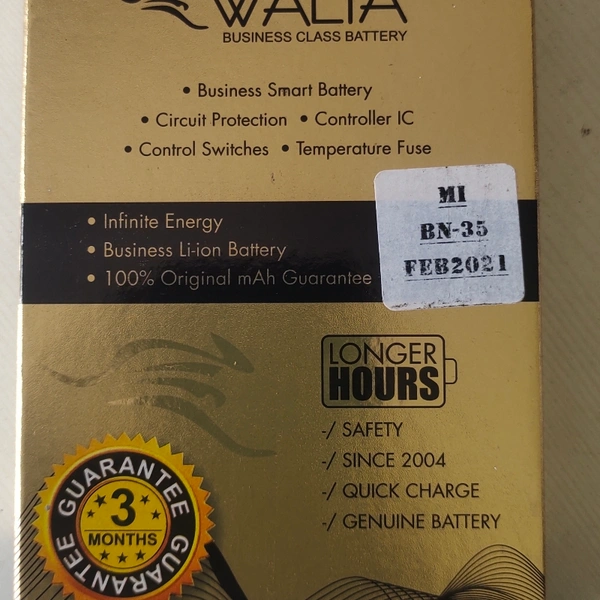 WALTA
BUSINESS CLASS BATTERY
• Business Smart Battery
• Circuit Protection • Controller IC
• Control Switches • Temperature Fuse
• Infinite Energy
• Business Li-ion Battery
• 100% Original mAh Guarantee
MI
BN-35
FEB2021
LONGER
HOURS
-/ SAFETY
-/ SINCE 2004
-/ QUICK CHARGE
-/ GENUINE BATTERY
GUARANTEE
3
MONTHS
GUARANTEE